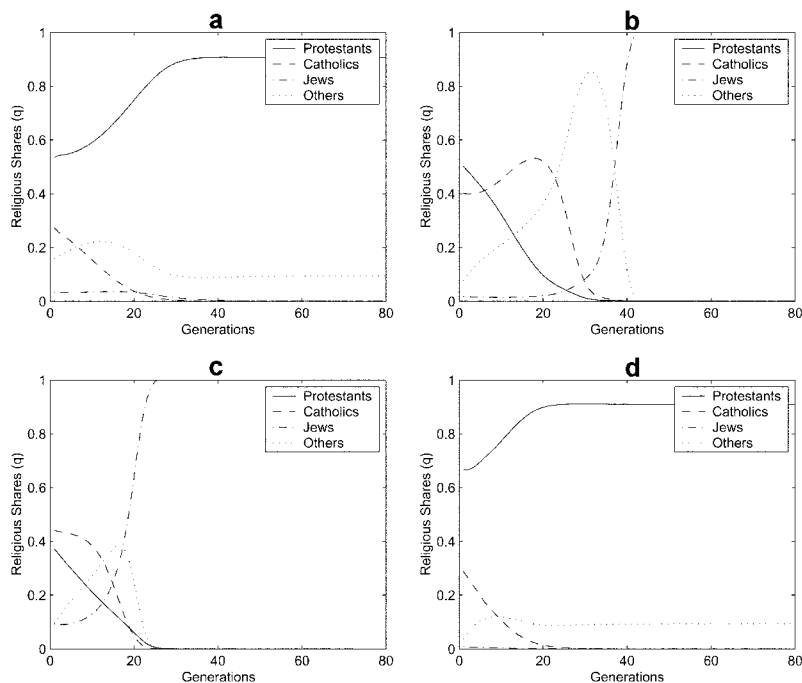 a
1
0.8
0.6
0.4
0.2
0
0
20
40
60
80
Religious Shares (q)
Generations
Protestants
Catholics
Jews
Others
b
1
0.8
0.6
0.4
0.2
0
0
20
40
60
80
Religious Shares (q)
Generations
Protestants
Catholics
Jews
Others
c
1
0.8
0.6
0.4
0.2
0
0
20
40
60
80
Religious Shares (q)
Generations
Protestants
Catholics
Jews
Others
d
1
0.8
0.6
0.4
0.2
0
0
20
40
60
80
Religious Shares (q)
Generations
Protestants
Catholics
Jews
Others